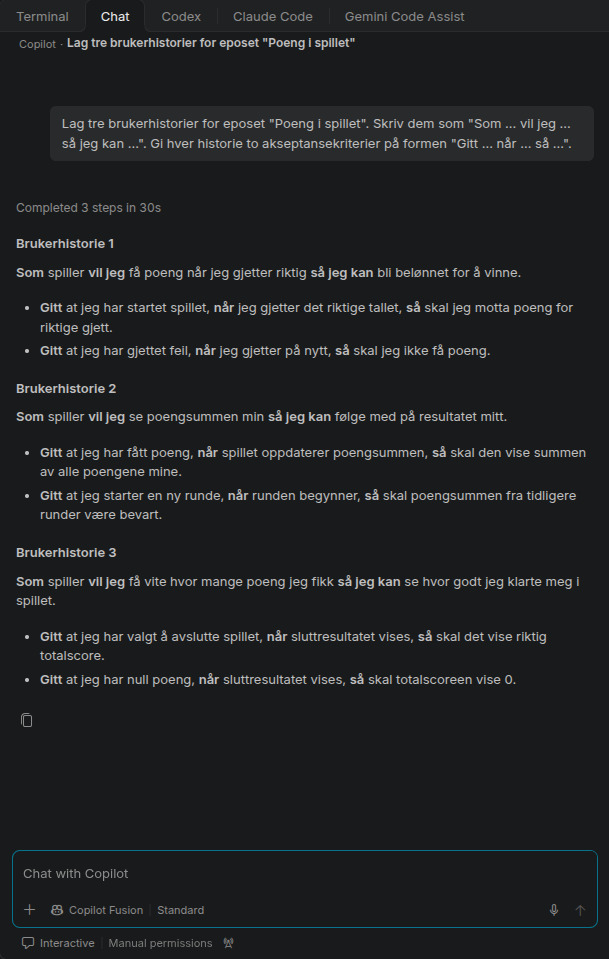 Terminal
Chat
Codex
Claude Code
Gemini Code Assist
Copilot · Lag tre brukerhistorier for eposet "Poeng i spillet"
Lag tre brukerhistorier for eposet "Poeng i spillet". Skriv dem som "Som ... vil jeg ...
så jeg kan ...". Gi hver historie to akseptansekriterier på formen "Gitt ... når ... så ...".
Completed 3 steps in 30s
Brukerhistorie 1
Som spiller vil jeg få poeng når jeg gjetter riktig så jeg kan bli belønnet for å vinne.
• Gitt at jeg har startet spillet, når jeg gjetter det riktige tallet, så skal jeg motta poeng for
riktige gjett.
• Gitt at jeg har gjettet feil, når jeg gjetter på nytt, så skal jeg ikke få poeng.
Brukerhistorie 2
Som spiller vil jeg se poengsummen min så jeg kan følge med på resultatet mitt.
• Gitt at jeg har fått poeng, når spillet oppdaterer poengsummen, så skal den vise summen
av alle poengene mine.
• Gitt at jeg starter en ny runde, når runden begynner, så skal poengsummen fra tidligere
runder være bevart.
Brukerhistorie 3
Som spiller vil jeg få vite hvor mange poeng jeg fikk så jeg kan se hvor godt jeg klarte meg i
spillet.
• Gitt at jeg har valgt å avslutte spillet, når sluttresultatet vises, så skal det vise riktig
totalscore.
• Gitt at jeg har null poeng, når sluttresultatet vises, så skal totalscoreen vise 0.
Chat with Copilot
Copilot Fusion
Standard
Interactive
Manual permissions